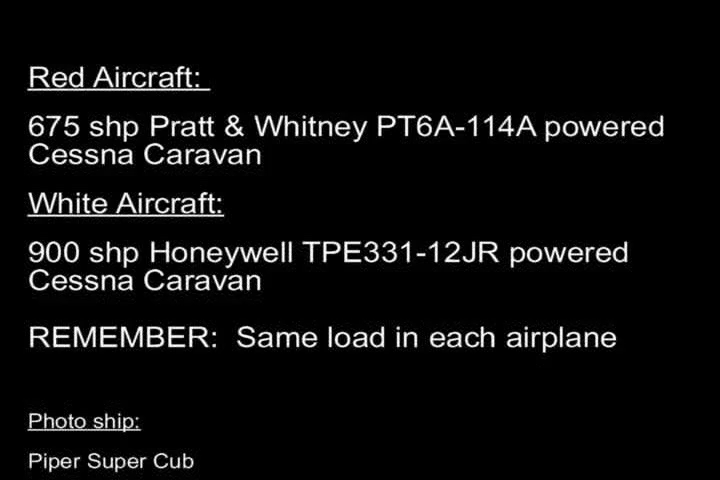 Red Aircraft:
675 shp Pratt & Whitney PT6A-114A powered
Cessna Caravan
White Aircraft:
900 shp Honeywell TPE331-12JR powered
Cessna Caravan
REMEMBER:  Same load in each airplane
Photo ship:
Piper Super Cub